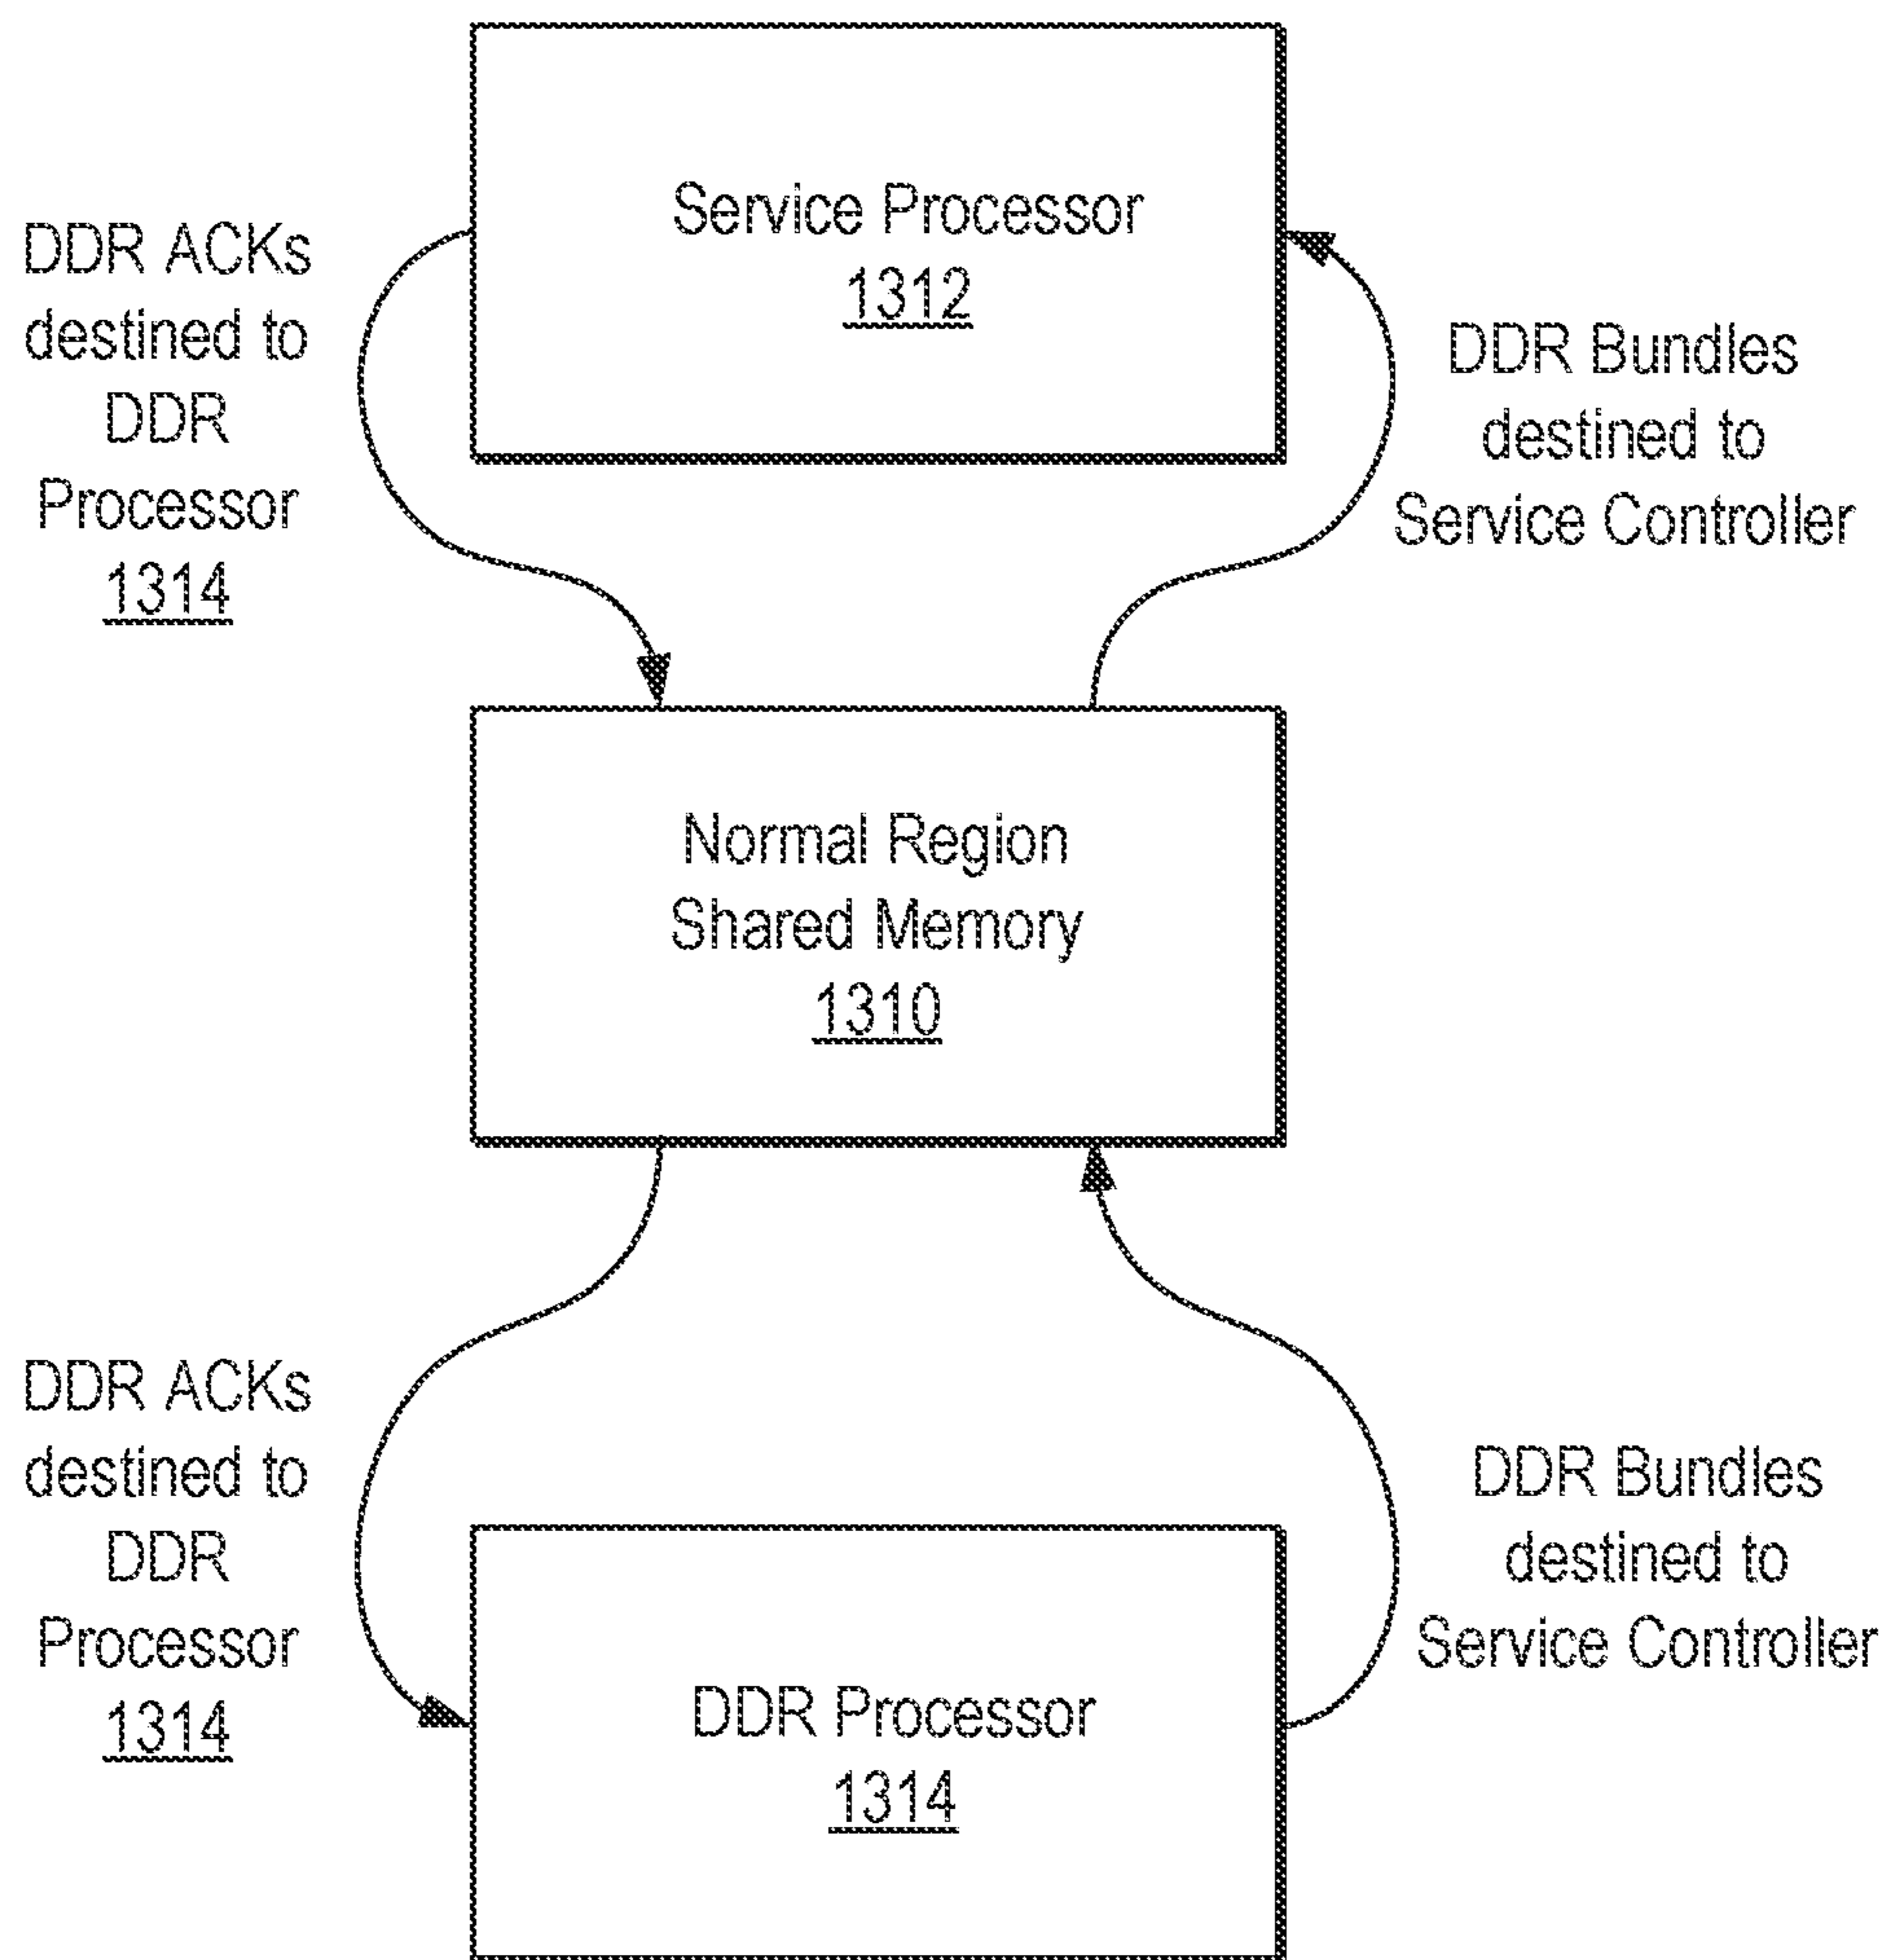 Service Processor
1312
DDR ACKs
destined to
DDR
Processor
1314
DDR Bundles
destined to
Service Controller
Normal Region
Shared Memory
1310
DDR ACKs
destined to
DDR
Processor
1314
DDR Bundles
destined to
Service Controller
DDR Processor
1314